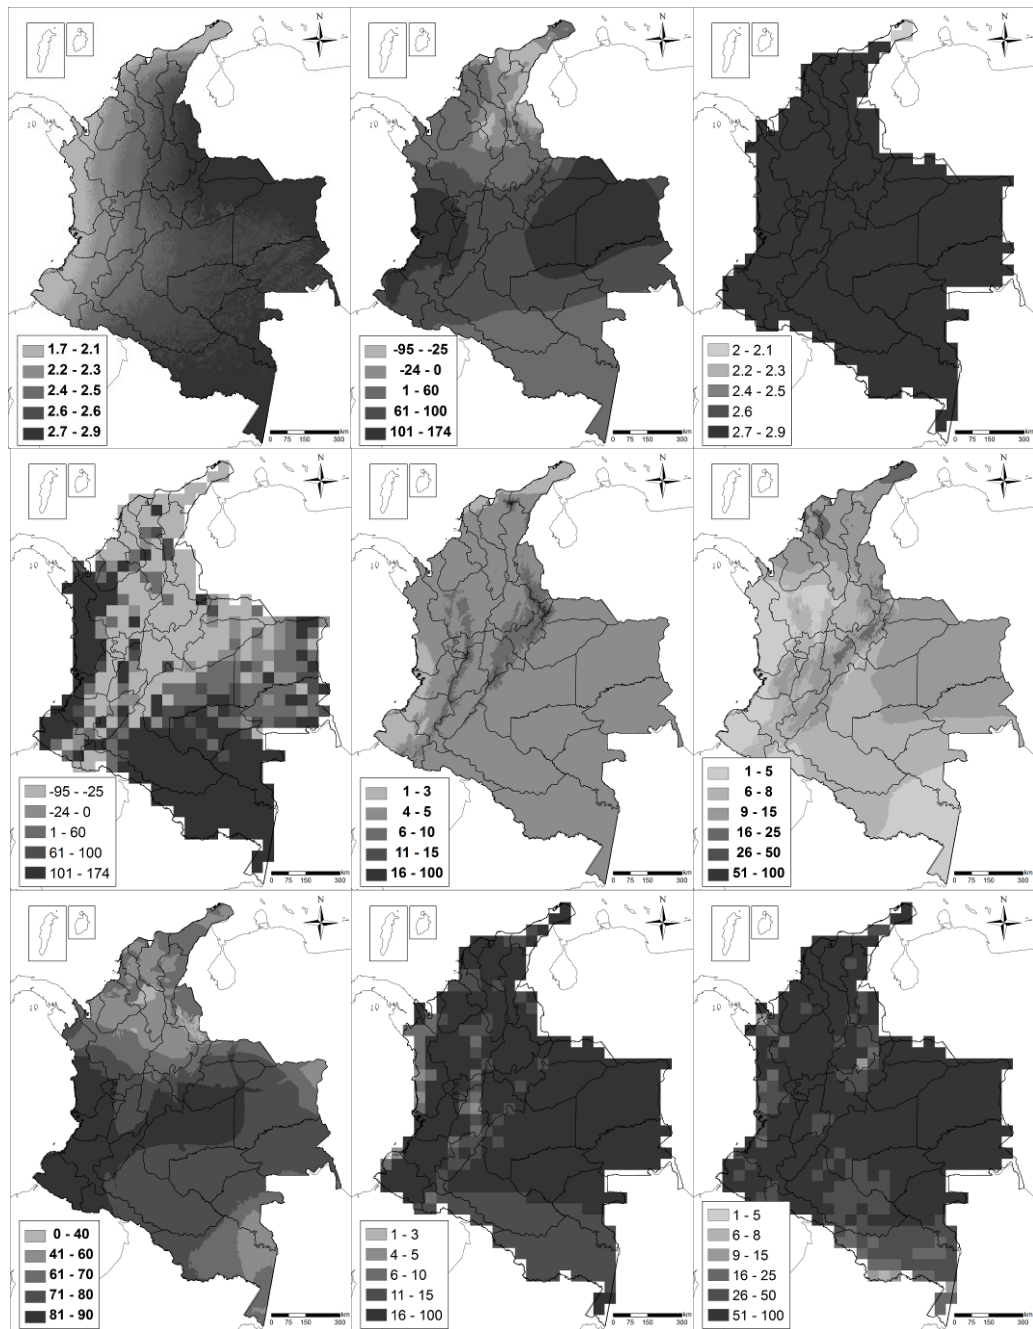 N
1.7 - 2.1
2.2 - 2.3
2.4 - 2.5
2.6 - 2.6
2.7 - 2.9
km
0 75 150 300
N
-95 - -25
-24 - 0
1 - 60
61 - 100
101 - 174
km
0 75 150 300
N
2 - 2.1
2.2 - 2.3
2.4 - 2.5
2.6
2.7 - 2.9
km
0 75 150 300
N
-95 - -25
-24 - 0
1 - 60
61 - 100
101 - 174
km
0 75 150 300
N
1 - 3
4 - 5
6 - 10
11 - 15
16 - 100
km
0 75 150 300
N
1 - 5
6 - 8
9 - 15
16 - 25
26 - 50
51 - 100
km
0 75 150 300
N
0 - 40
41 - 60
61 - 70
71 - 80
81 - 90
km
0 75 150 300
N
1 - 3
4 - 5
6 - 10
11 - 15
16 - 100
km
0 75 150 300
N
1 - 5
6 - 8
9 - 15
16 - 25
26 - 50
51 - 100
km
0 75 150 300